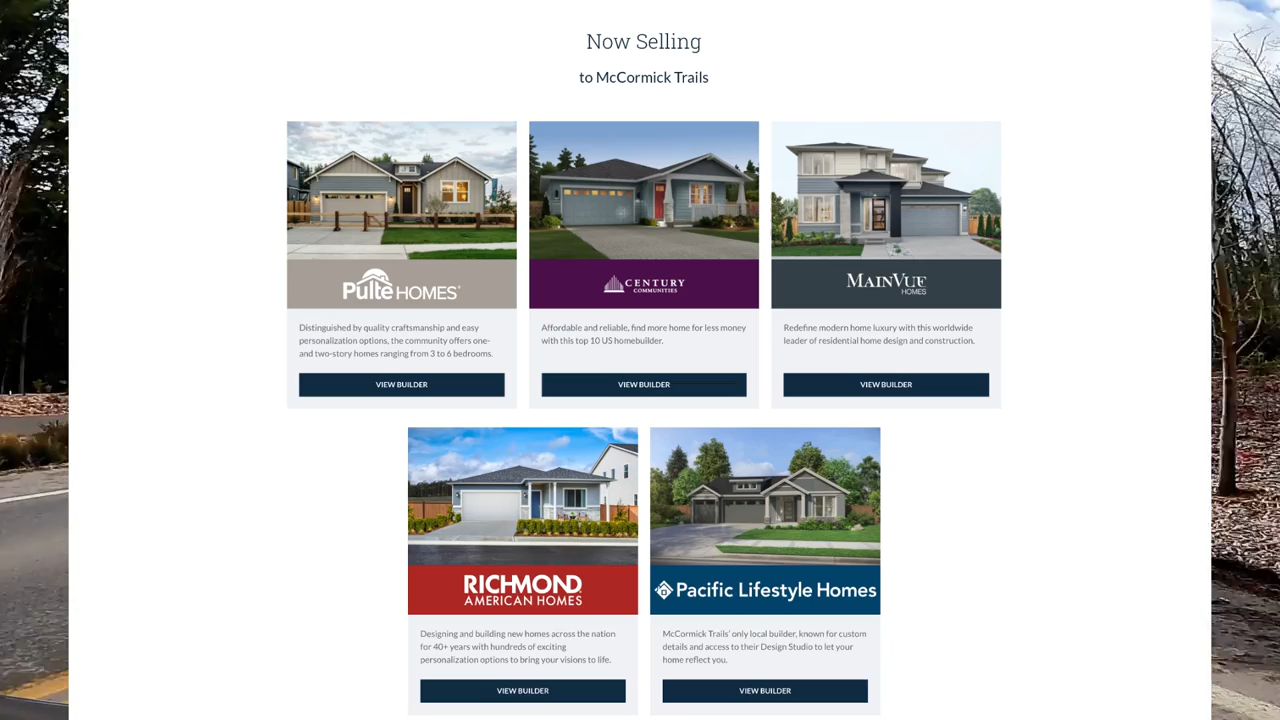 Now Selling
to McCormick Trails
Pulte HOMES
CENTURY
COMMUNITIES
MAINVUE
HOMES
Distinguished by quality craftsmanship and easy
personalization options, the community offers one-
and two-story homes ranging from 3 to 6 bedrooms.
Affordable and reliable, find more home for less money
with this top 10 US homebuilder.
Redefine modern home luxury with this worldwide
leader of residential home design and construction.
VIEW BUILDER
VIEW BUILDER
VIEW BUILDER
RICHMOND
AMERICAN HOMES
Pacific Lifestyle Homes
Designing and building new homes across the nation
for 40+ years with hundreds of exciting
personalization options to bring your visions to life.
McCormick Trails' only local builder, known for custom
details and access to their Design Studio to let your
home reflect you.
VIEW BUILDER
VIEW BUILDER